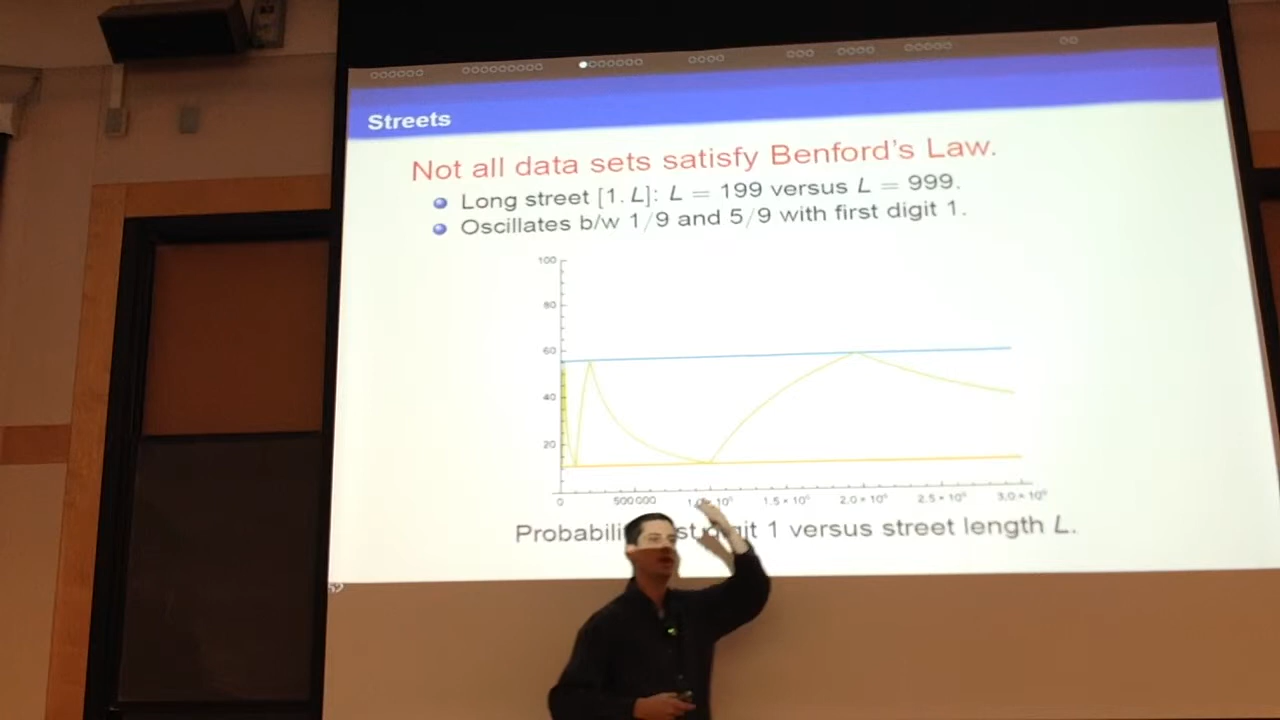 Streets
Not all data sets satisfy Benford's Law.
Long street [1, L]: L = 199 versus L = 999.
Oscillates b/w 1/9 and 5/9 with first digit 1.
100
80
60
40
20
0 500000 1.5 × 10⁶ 2.0 × 10⁶ 2.5 × 10⁶ 3.0 × 10⁶
digit 1 versus street length L.